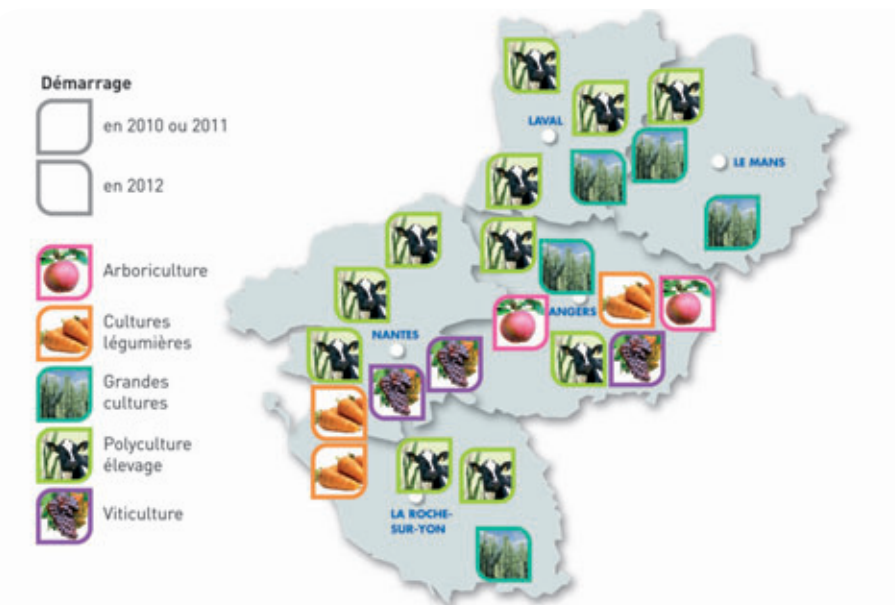 Démarrage
en 2010 ou 2011
en 2012
Arboriculture
Cultures
légumières
Grandes
cultures
Polyculture
élevage
Viticulture
LAVAL
LE MANS
ANGERS
NANTES
LA ROCHE-
SUR-YON